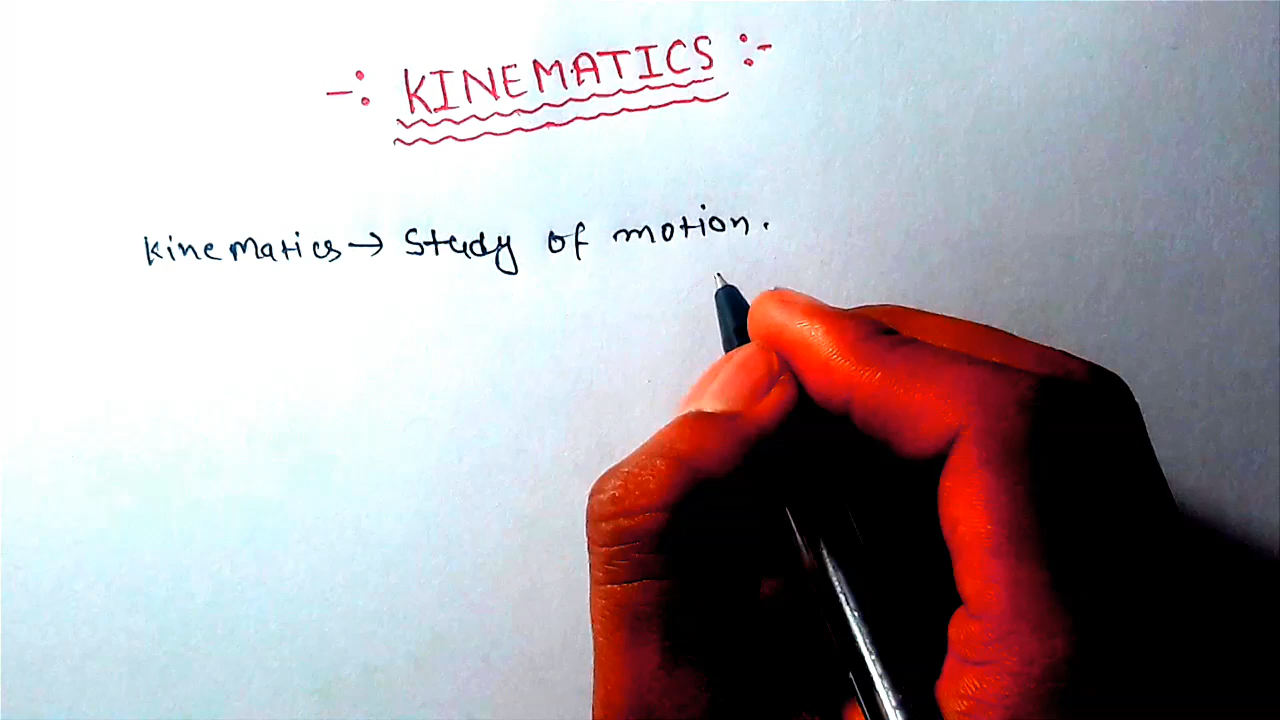 -: KINEMATICS :-
Kinematics → Study of motion.